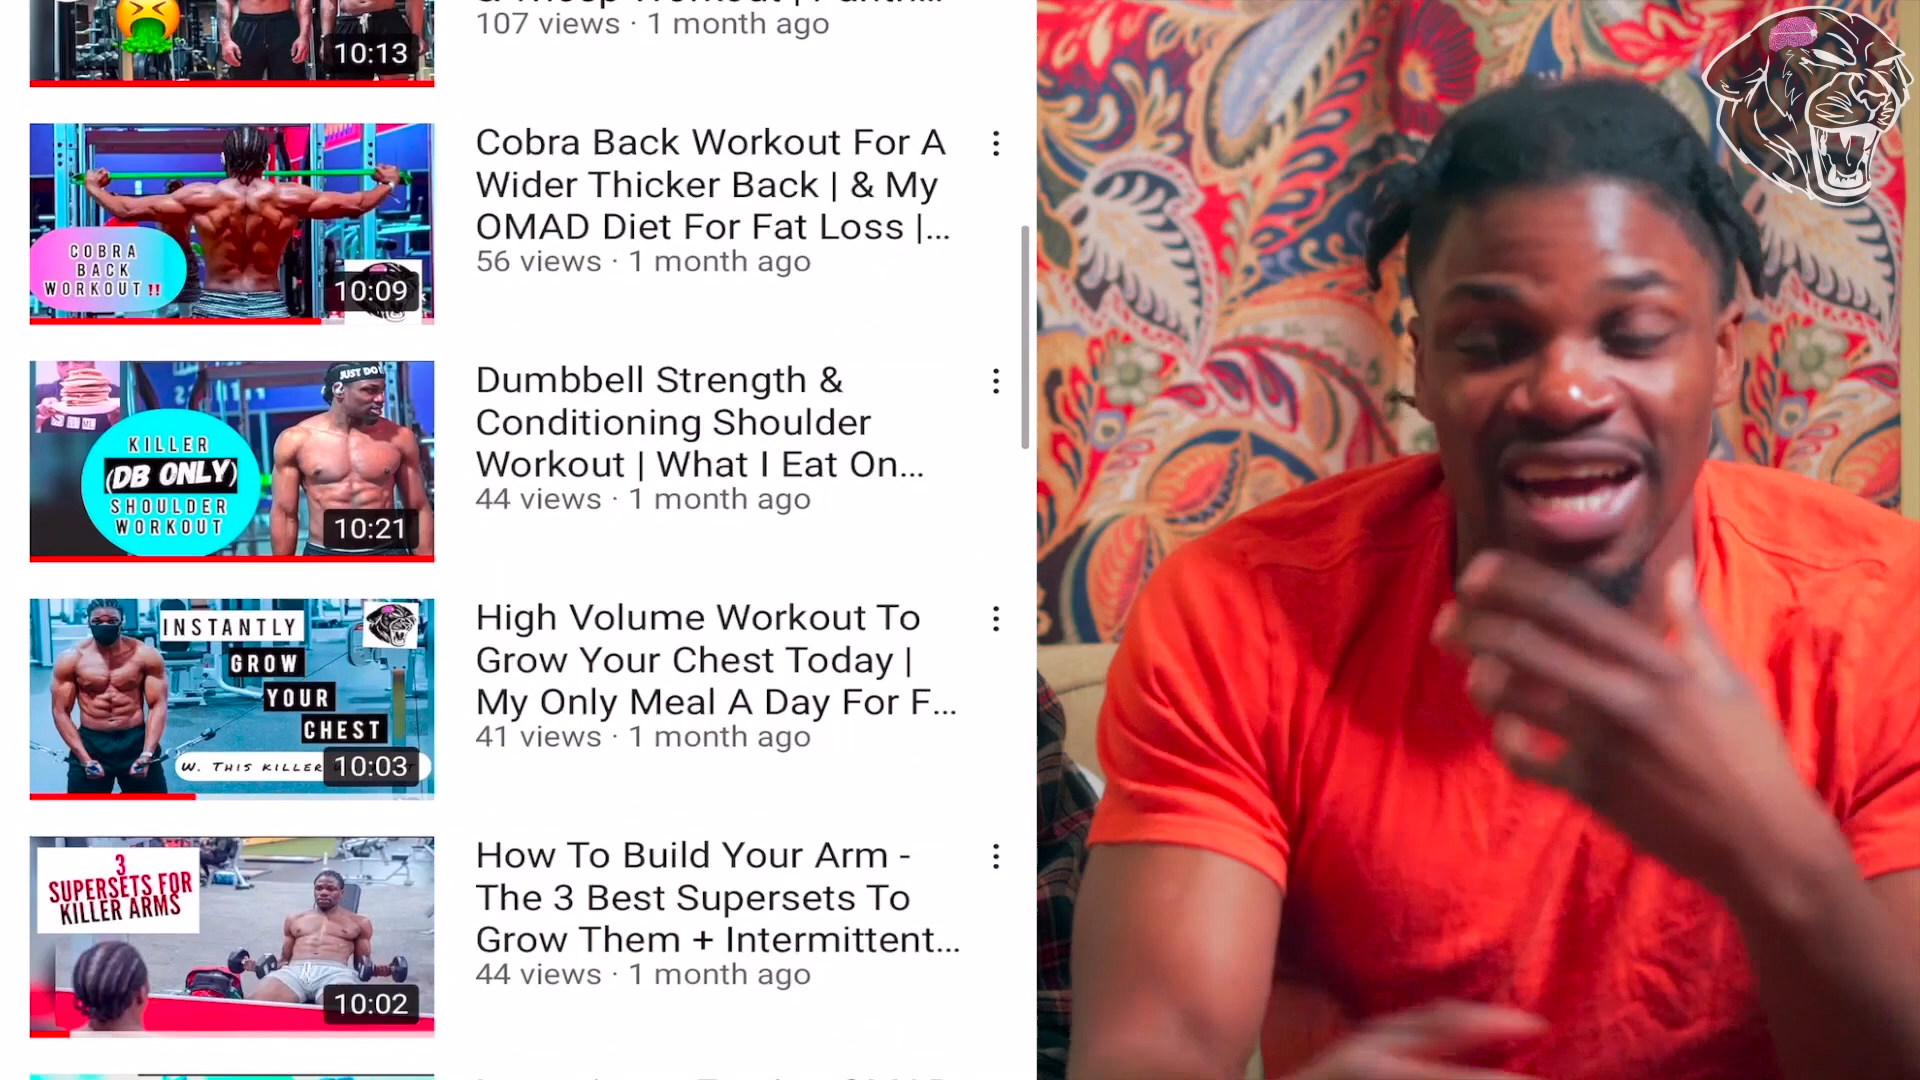 107 views · 1 month ago
10:13
Cobra Back Workout For A
Wider Thicker Back | & My
OMAD Diet For Fat Loss |...
56 views · 1 month ago
COBRA
BACK
WORKOUT‼
10:09
Dumbbell Strength &
Conditioning Shoulder
Workout | What I Eat On...
44 views · 1 month ago
JUST DO
KILLER
(DB ONLY)
SHOULDER
WORKOUT
10:21
High Volume Workout To
Grow Your Chest Today |
My Only Meal A Day For F...
41 views · 1 month ago
INSTANTLY
GROW
YOUR
CHEST
W. THIS KILLER
10:03
How To Build Your Arm -
The 3 Best Supersets To
Grow Them + Intermittent...
44 views · 1 month ago
3
SUPERSETS FOR
KILLER ARMS
10:02